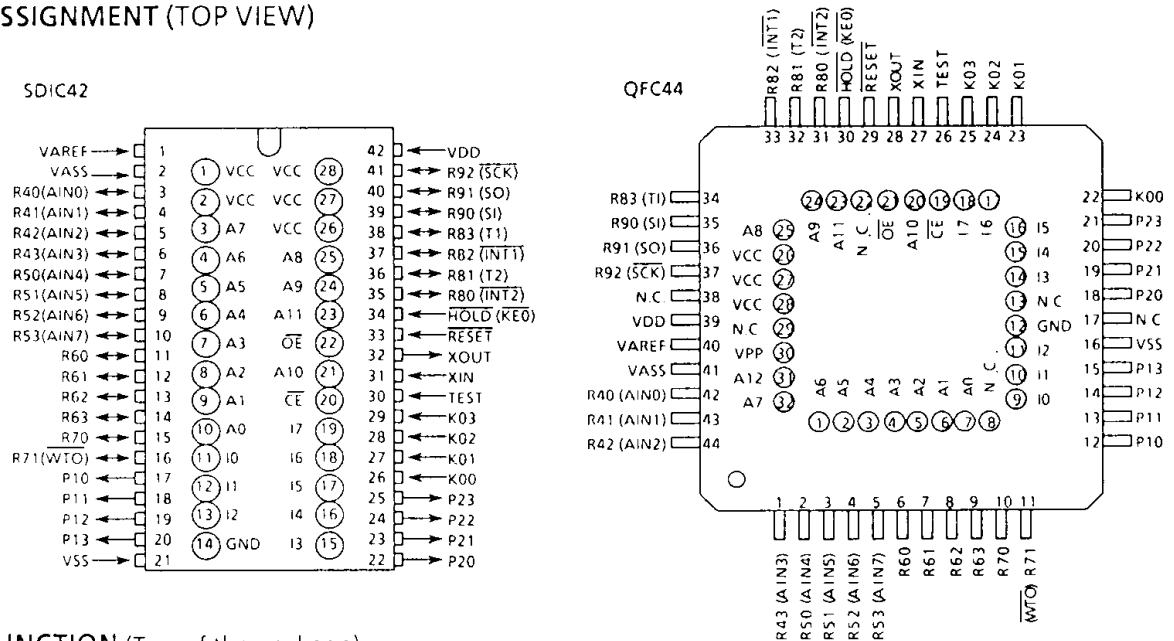 SSIGNMENT (TOP VIEW)
SDIC42
VAREF 1 42 VDD
VASS 2 1 VCC VCC 28 41 R92 (SCK)
R40(AIN0) 3 2 VCC VCC 27 40 R91 (SO)
R41(AIN1) 4 39 R90 (SI)
R42(AIN2) 5 3 A7 VCC 26 38 R83 (T1)
R43(AIN3) 6 4 A6 A8 25 37 R82 (INT1)
R50(AIN4) 7 36 R81 (T2)
R51(AIN5) 8 5 A5 A9 24 35 R80 (INT2)
R52(AIN6) 9 6 A4 A11 23 34 HOLD (KE0)
R53(AIN7) 10 7 A3 OE 22 33 RESET
R60 11 32 XOUT
R61 12 8 A2 A10 21 31 XIN
R62 13 9 A1 CE 20 30 TEST
R63 14 29 K03
R70 15 10 A0 I7 19 28 K02
R71(WTO) 16 11 I0 I6 18 27 K01
P10 17 26 K00
P11 18 12 I1 I5 17 25 P23
P12 19 13 I2 I4 16 24 P22
P13 20 14 GND I3 15 23 P21
VSS 21 22 P20
QFC44
R82 (INT1) R81 (T2) R80 (INT2) HOLD (KE0) RESET XOUT XIN TEST K03 K02 K01
33 32 31 30 29 28 27 26 25 24 23
R83 (TI) 34
R90 (SI) 35
R91 (SO) 36
R92 (SCK) 37
N.C. 38
VDD 39
VAREF 40
VASS 41
R40 (AIN0) 42
R41 (AIN1) 43
R42 (AIN2) 44
24 23 22 21 20 19 18 1
A9 A11 N.C. OE A10 CE I7 I6
A8 25
VCC 20
VCC 27
VCC 28
N.C 29
VPP 30
A12 31
A7 32
16 I5
15 I4
14 I3
13 N C
12 GND
11 I2
10 I1
9 I0
A6 A5 A4 A3 A2 A1 A0 N.C.
1 2 3 4 5 6 7 8
22 K00
21 P23
20 P22
19 P21
18 P20
17 N C
16 VSS
15 P13
14 P12
13 P11
12 P10
1 2 3 4 5 6 7 8 9 10 11
R43 (AIN3) R50 (AIN4) R51 (AIN5) R52 (AIN6) R53 (AIN7) R60 R61 R62 R63 R70 (WTO) R71